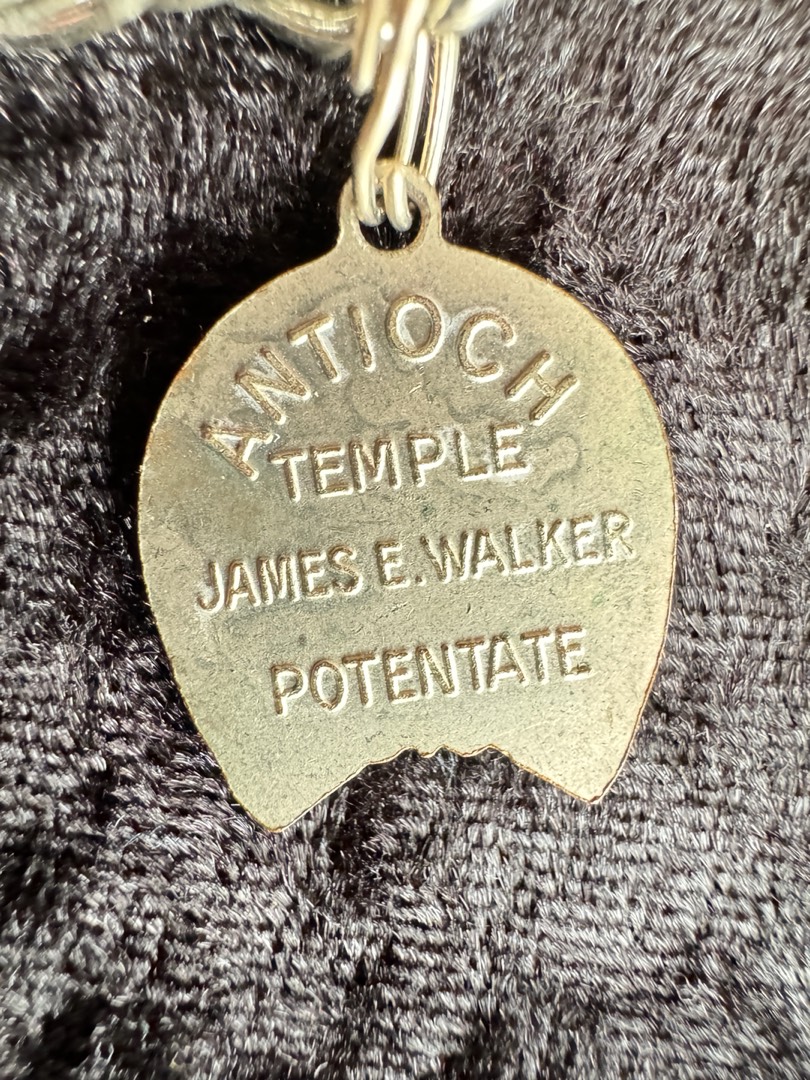 ANTIOCH
TEMPLE
JAMES E. WALKER
POTENTATE